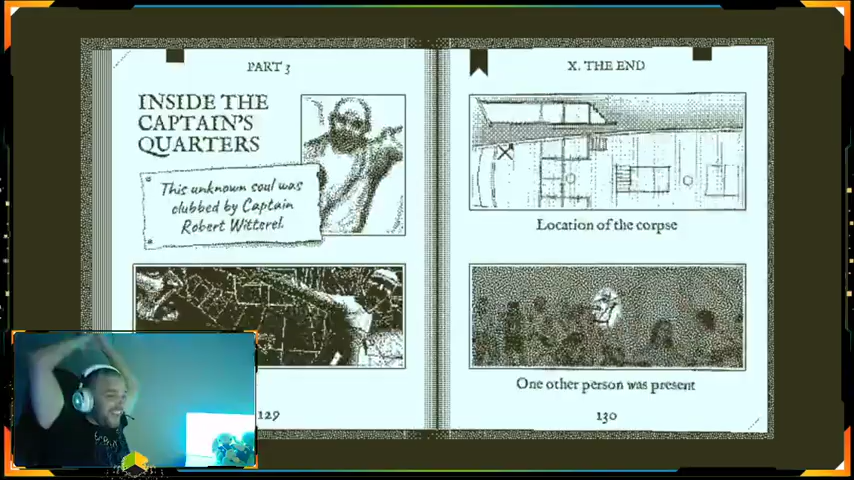 PART 3
INSIDE THE
CAPTAIN'S
QUARTERS
This unknown soul was
clubbed by Captain
Robert Witterel.
129
X. THE END
Location of the corpse
One other person was present
130